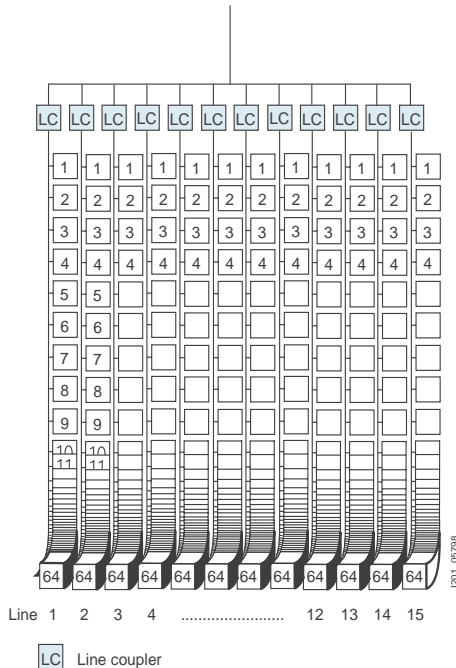 LC LC LC LC LC LC LC LC LC LC LC LC
1 1 1 1 1 1 1 1 1 1 1 1
2 2 2 2 2 2 2 2 2 2 2 2
3 3 3 3 3 3 3 3 3 3 3 3
4 4 4 4 4 4 4 4 4 4 4 4
5 5
6 6
7 7
8 8
9 9
10 10
11 11
64 64 64 64 64 64 64 64 64 64 64 64
I201_05798
Line 1 2 3 4 ........................ 12 13 14 15
LC Line coupler